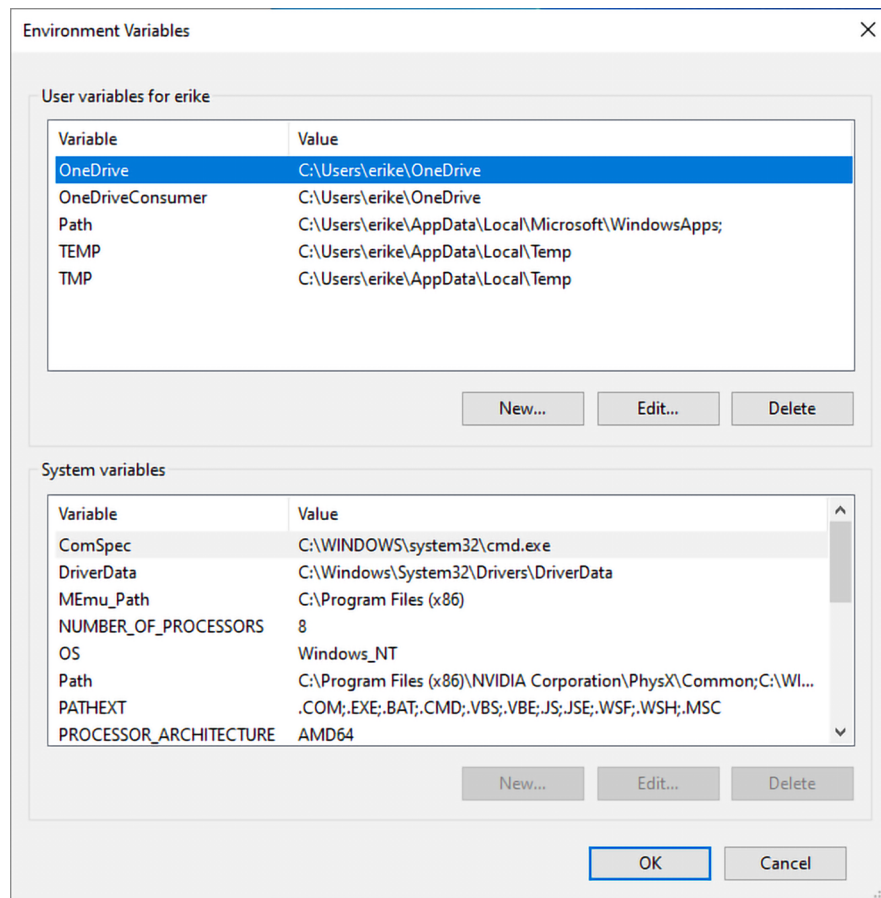 Environment Variables
User variables for erike
Variable Value
OneDrive C:\Users\erike\OneDrive
OneDriveConsumer C:\Users\erike\OneDrive
Path C:\Users\erike\AppData\Local\Microsoft\WindowsApps;
TEMP C:\Users\erike\AppData\Local\Temp
TMP C:\Users\erike\AppData\Local\Temp
New... Edit... Delete
System variables
Variable Value
ComSpec C:\WINDOWS\system32\cmd.exe
DriverData C:\Windows\System32\Drivers\DriverData
MEmu_Path C:\Program Files (x86)
NUMBER_OF_PROCESSORS 8
OS Windows_NT
Path C:\Program Files (x86)\NVIDIA Corporation\PhysX\Common;C:\WI...
PATHEXT .COM;.EXE;.BAT;.CMD;.VBS;.VBE;.JS;.JSE;.WSF;.WSH;.MSC
PROCESSOR_ARCHITECTURE AMD64
New... Edit... Delete
OK Cancel